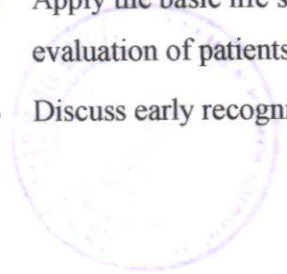 Apply the basic life s
evaluation of patients
Discuss early recogni